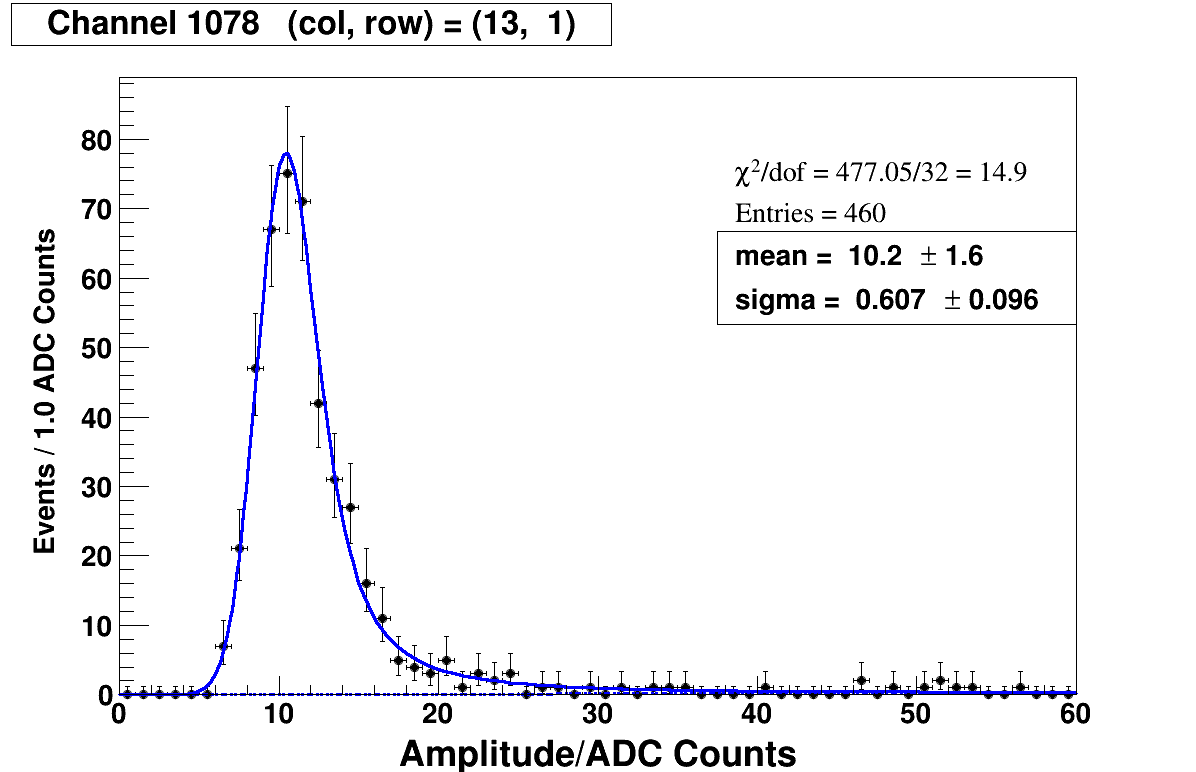 Channel 1078 (col, row) = (13, 1)
χ²/dof = 477.05/32 = 14.9
Entries = 460
mean = 10.2 ± 1.6
sigma = 0.607 ± 0.096
Events / 1.0 ADC Counts
80
70
60
50
40
30
20
10
0
0 10 20 30 40 50 60
Amplitude/ADC Counts